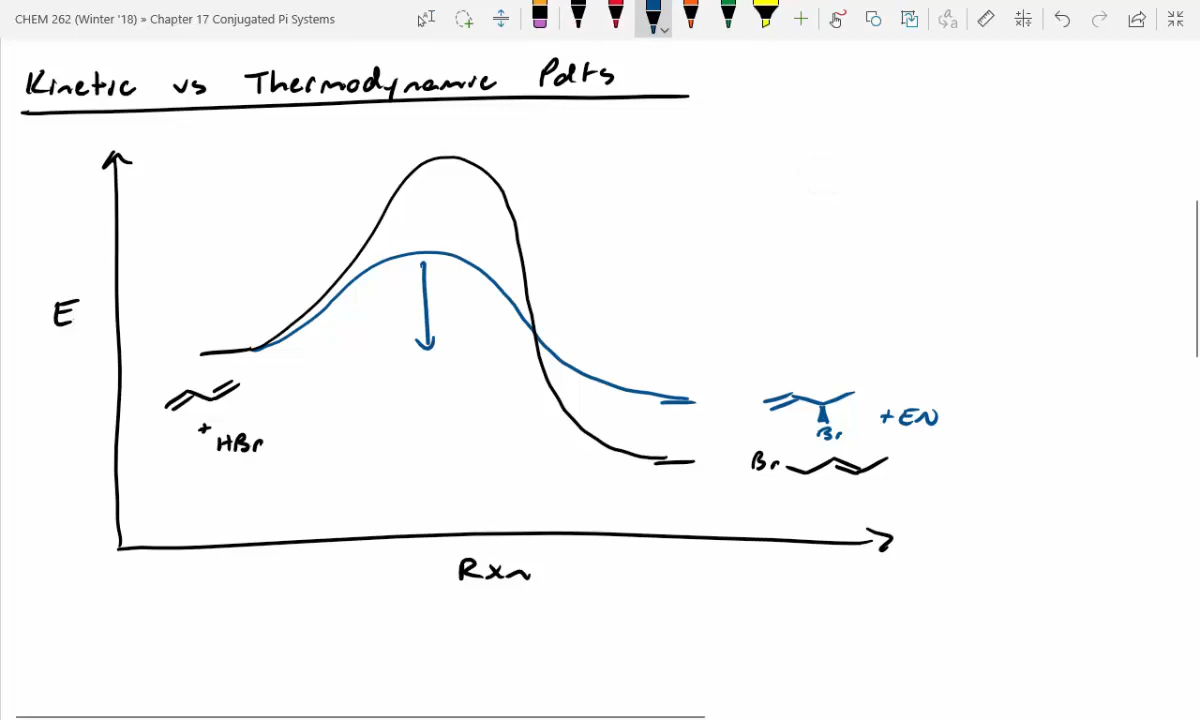 CHEM 262 (Winter '18) » Chapter 17 Conjugated Pi Systems
Kinetic vs Thermodynamic Pdts
E
+ HBr
Br
+ EN
Br
Rxn